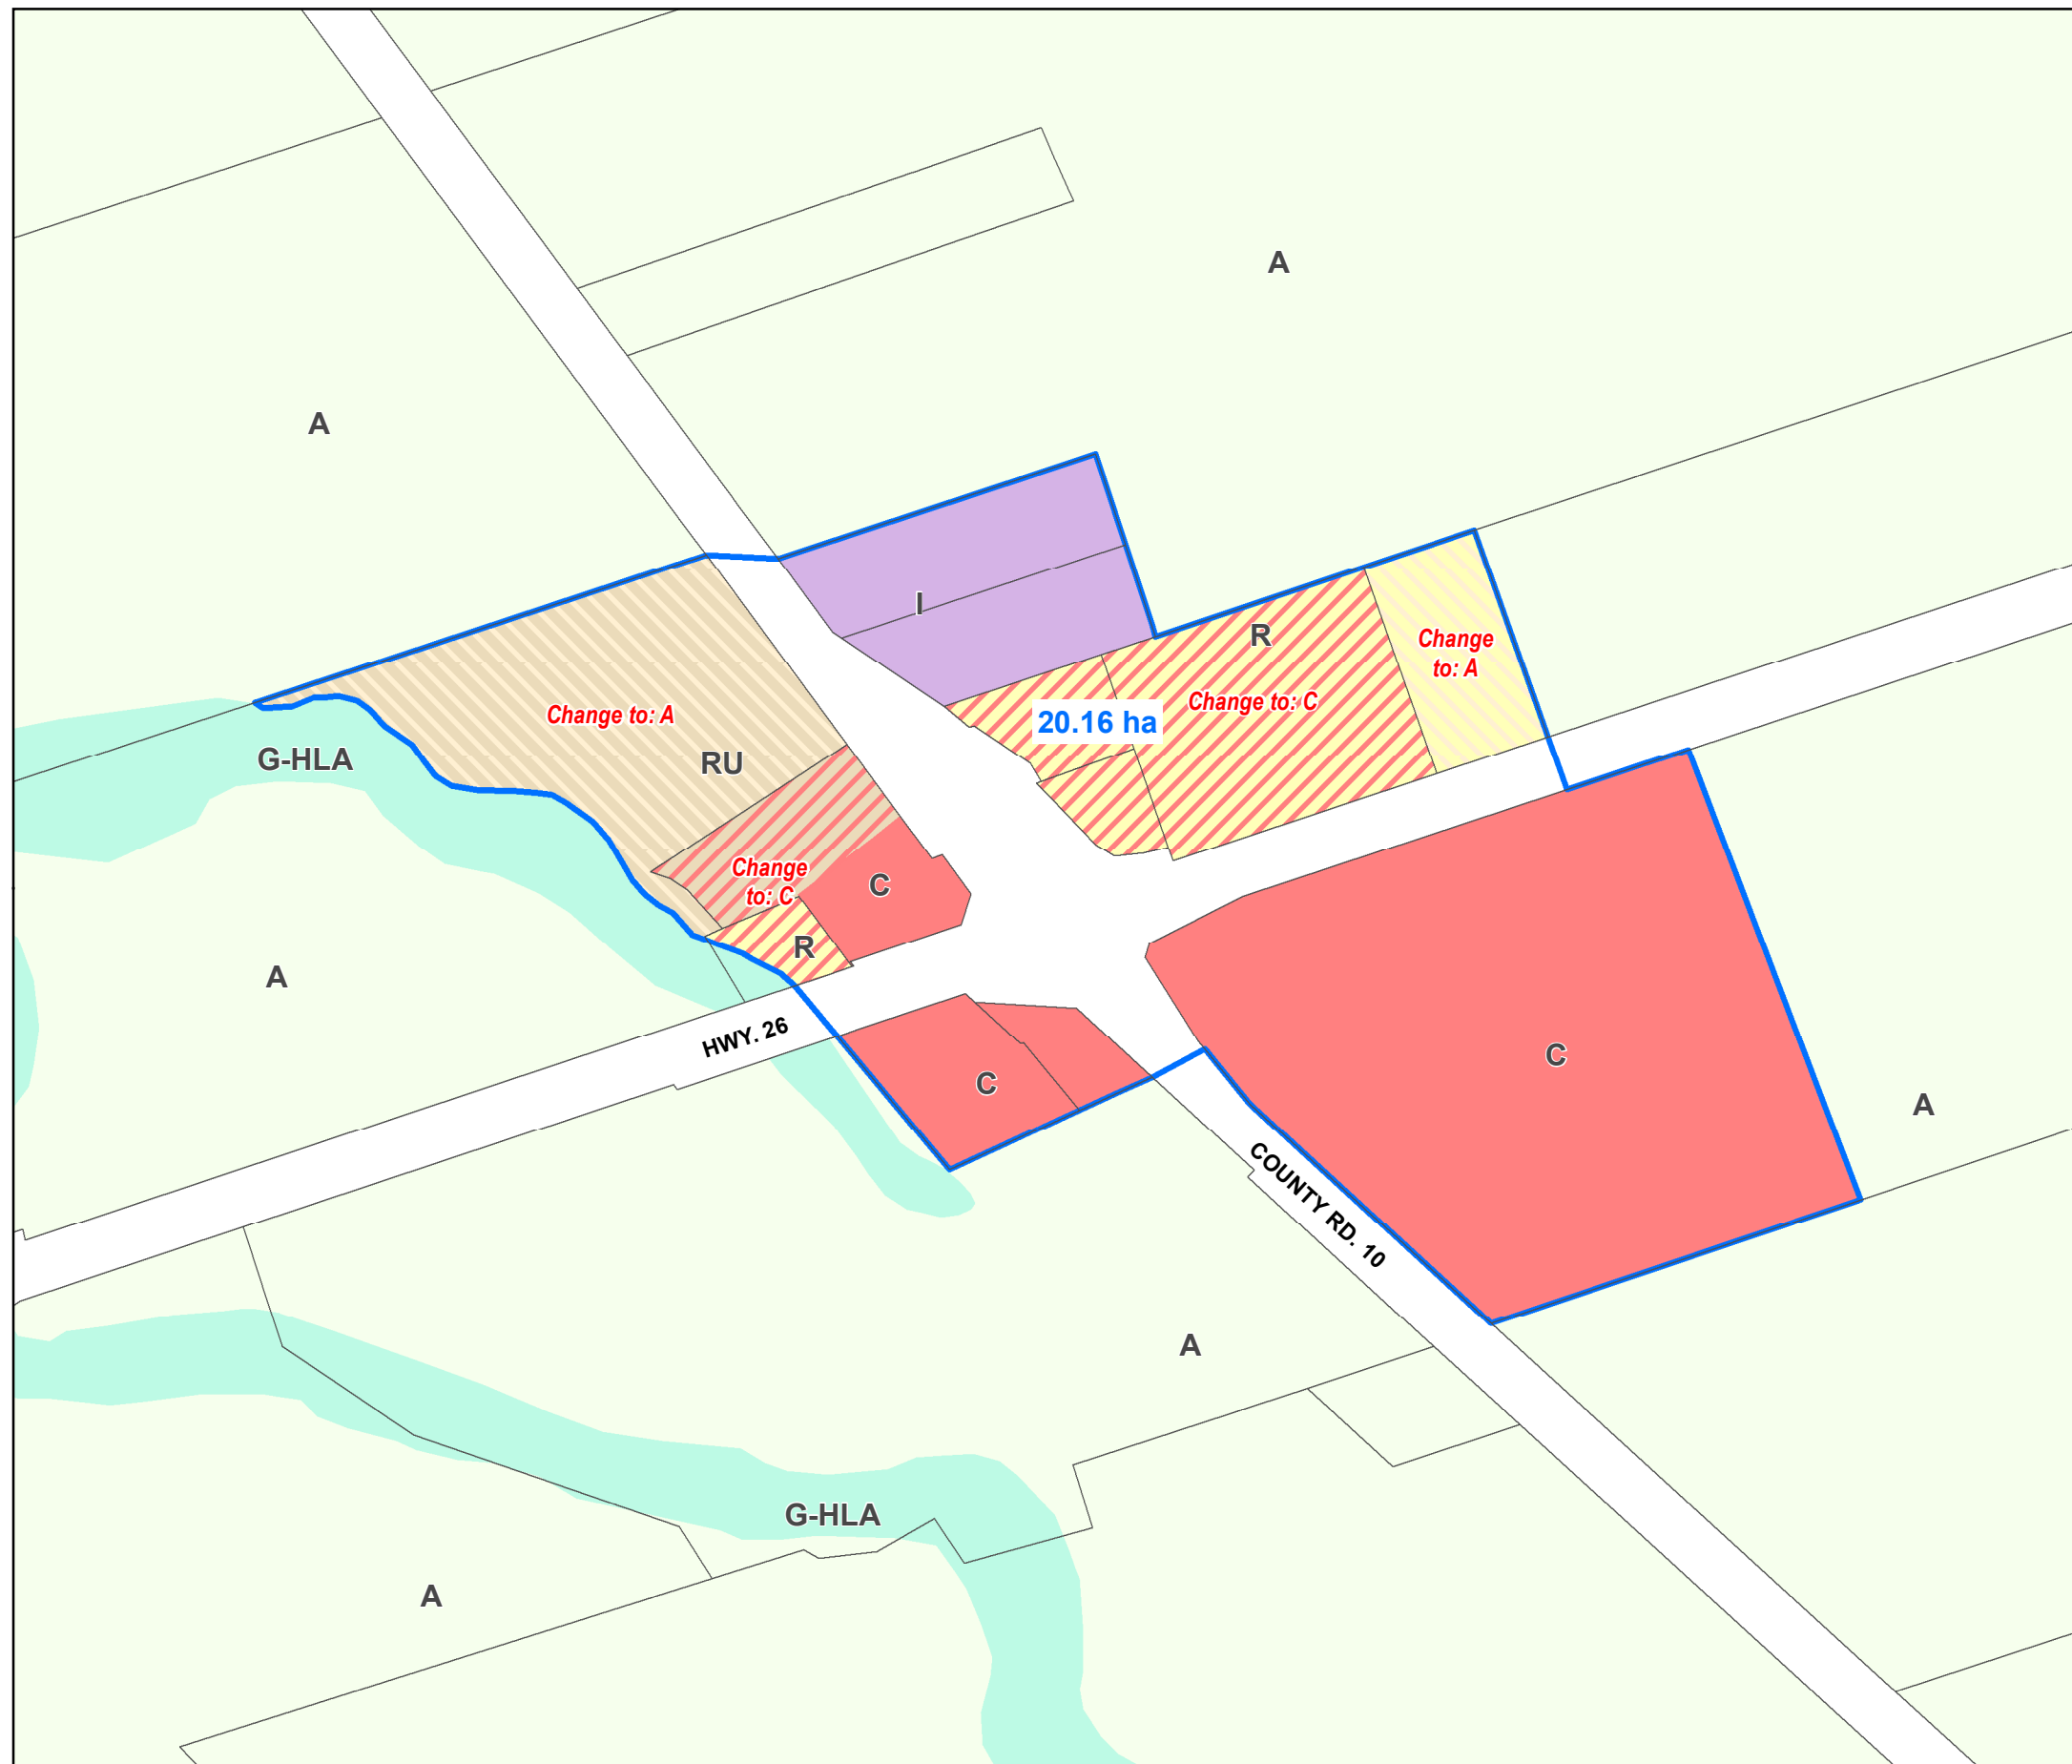 A
A
I
R
Change
to: A
Change to: C
Change to: A
20.16 ha
G-HLA
RU
Change
to: C
C
R
A
HWY. 26
C
C
A
COUNTY RD. 10
A
G-HLA
A